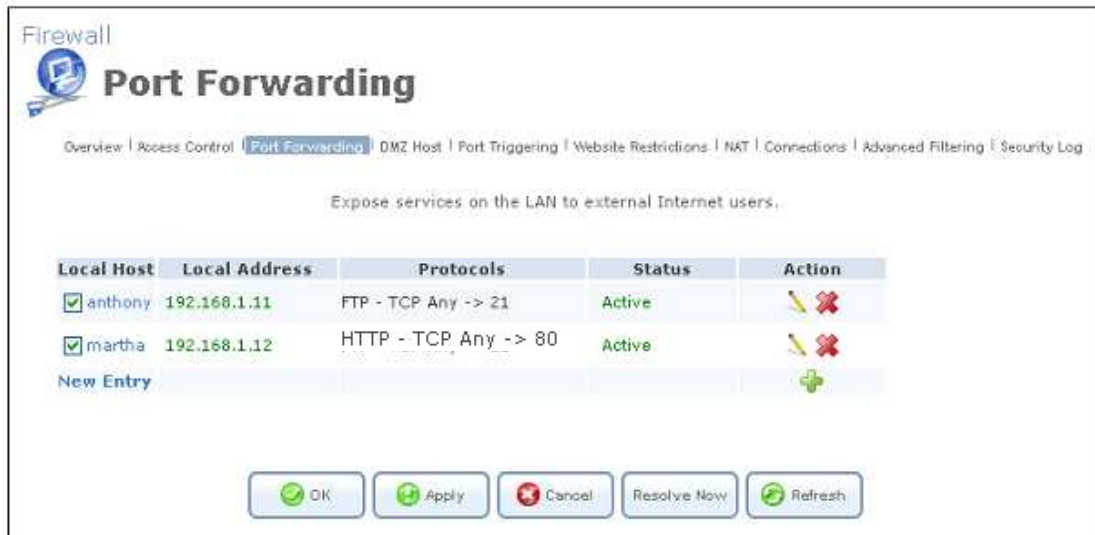 Firewall
Port Forwarding
Overview | Access Control | Port Forwarding | DMZ Host | Port Triggering | Website Restrictions | NAT | Connections | Advanced Filtering | Security Log
Expose services on the LAN to external Internet users.
Local Host Local Address Protocols Status Action
anthony 192.168.1.11 FTP - TCP Any -> 21 Active
martha 192.168.1.12 HTTP - TCP Any -> 80 Active
New Entry
OK Apply Cancel Resolve Now Refresh